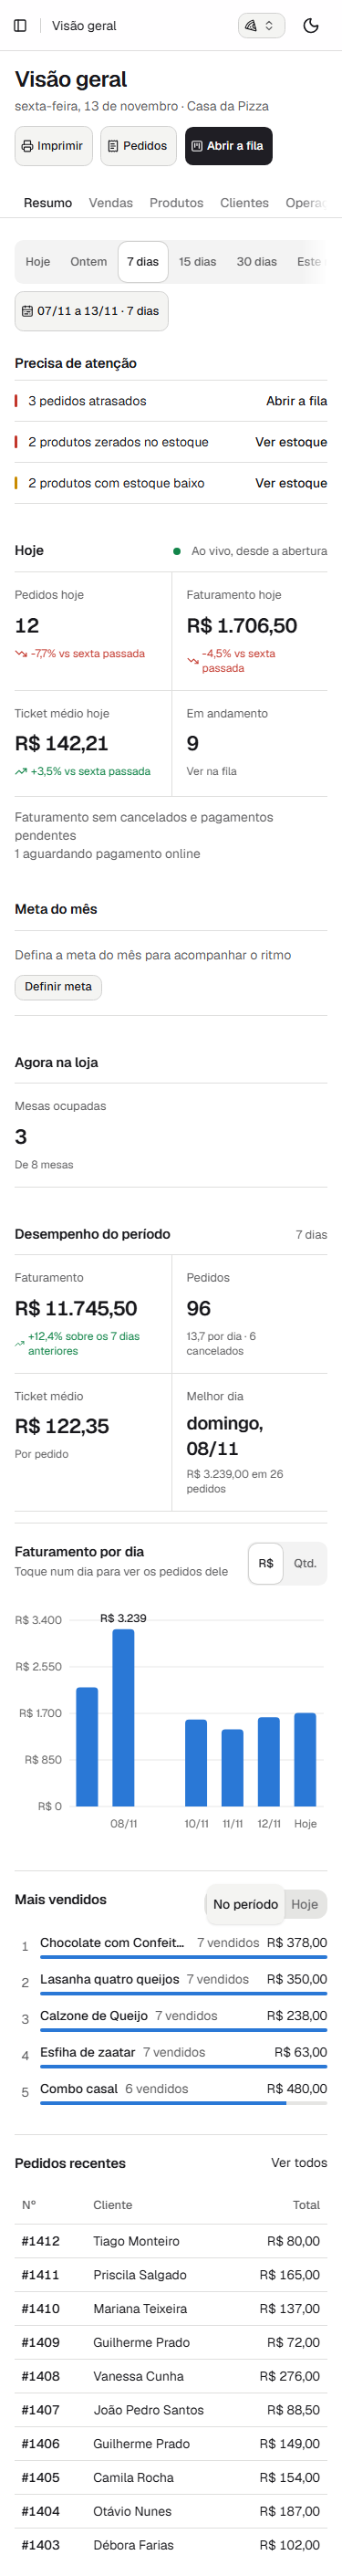 Visão geral
Visão geral
sexta-feira, 13 de novembro · Casa da Pizza
Imprimir
Pedidos
Abrir a fila
Resumo Vendas Produtos Clientes Operaç
Hoje Ontem 7 dias 15 dias 30 dias Este
07/11 a 13/11 · 7 dias
Precisa de atenção
3 pedidos atrasados Abrir a fila
2 produtos zerados no estoque Ver estoque
2 produtos com estoque baixo Ver estoque
Hoje Ao vivo, desde a abertura
Pedidos hoje
12
-7,7% vs sexta passada
Faturamento hoje
R$ 1.706,50
-4,5% vs sexta
passada
Ticket médio hoje
R$ 142,21
+3,5% vs sexta passada
Em andamento
9
Ver na fila
Faturamento sem cancelados e pagamentos
pendentes
1 aguardando pagamento online
Meta do mês
Defina a meta do mês para acompanhar o ritmo
Definir meta
Agora na loja
Mesas ocupadas
3
De 8 mesas
Desempenho do período 7 dias
Faturamento
R$ 11.745,50
+12,4% sobre os 7 dias
anteriores
Pedidos
96
13,7 por dia · 6
cancelados
Ticket médio
R$ 122,35
Por pedido
Melhor dia
domingo,
08/11
R$ 3.239,00 em 26
pedidos
Faturamento por dia
Toque num dia para ver os pedidos dele
R$ Qtd.
R$ 3.400
R$ 3.239
R$ 2.550
R$ 1.700
R$ 850
R$ 0
08/11 10/11 11/11 12/11 Hoje
Mais vendidos
No período Hoje
1 Chocolate com Confeit... 7 vendidos R$ 378,00
2 Lasanha quatro queijos 7 vendidos R$ 350,00
3 Calzone de Queijo 7 vendidos R$ 238,00
4 Esfiha de zaatar 7 vendidos R$ 63,00
5 Combo casal 6 vendidos R$ 480,00
Pedidos recentes Ver todos
Nº Cliente Total
#1412 Tiago Monteiro R$ 80,00
#1411 Priscila Salgado R$ 165,00
#1410 Mariana Teixeira R$ 137,00
#1409 Guilherme Prado R$ 72,00
#1408 Vanessa Cunha R$ 276,00
#1407 João Pedro Santos R$ 88,50
#1406 Guilherme Prado R$ 149,00
#1405 Camila Rocha R$ 154,00
#1404 Otávio Nunes R$ 187,00
#1403 Débora Farias R$ 102,00